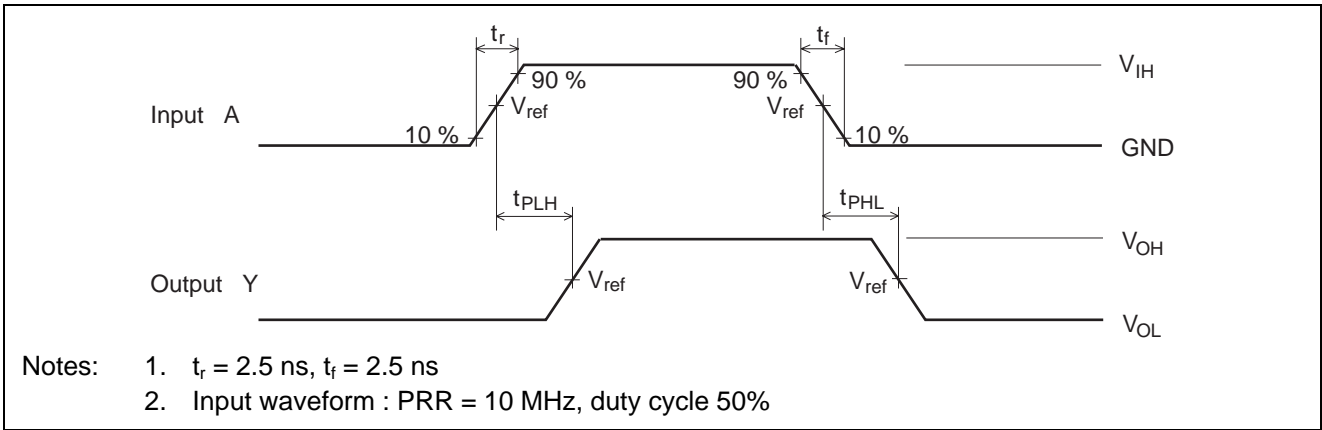 tr
tf
90 %
90 %
VIH
Input A
Vref
Vref
10 %
10 %
GND
tPLH
tPHL
VOH
Output Y
Vref
Vref
VOL
Notes: 1. tr = 2.5 ns, tf = 2.5 ns
2. Input waveform : PRR = 10 MHz, duty cycle 50%